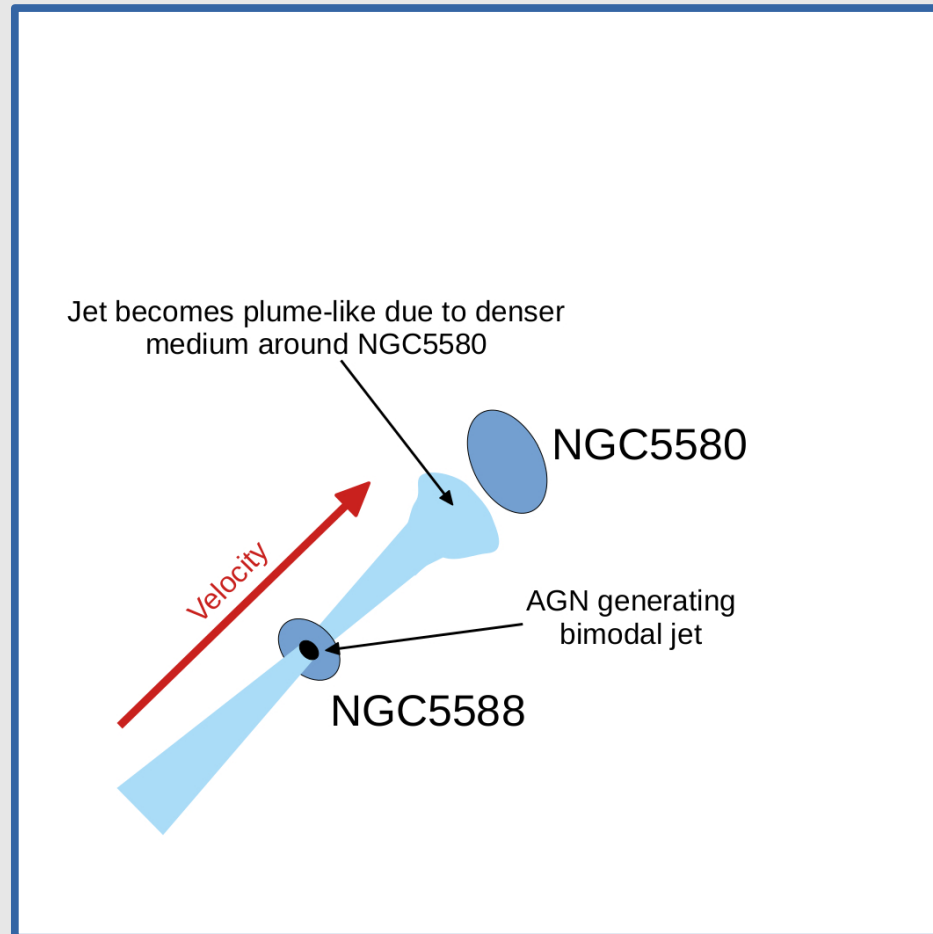 Jet becomes plume-like due to denser
medium around NGC5580
NGC5580
Velocity
AGN generating
bimodal jet
NGC5588